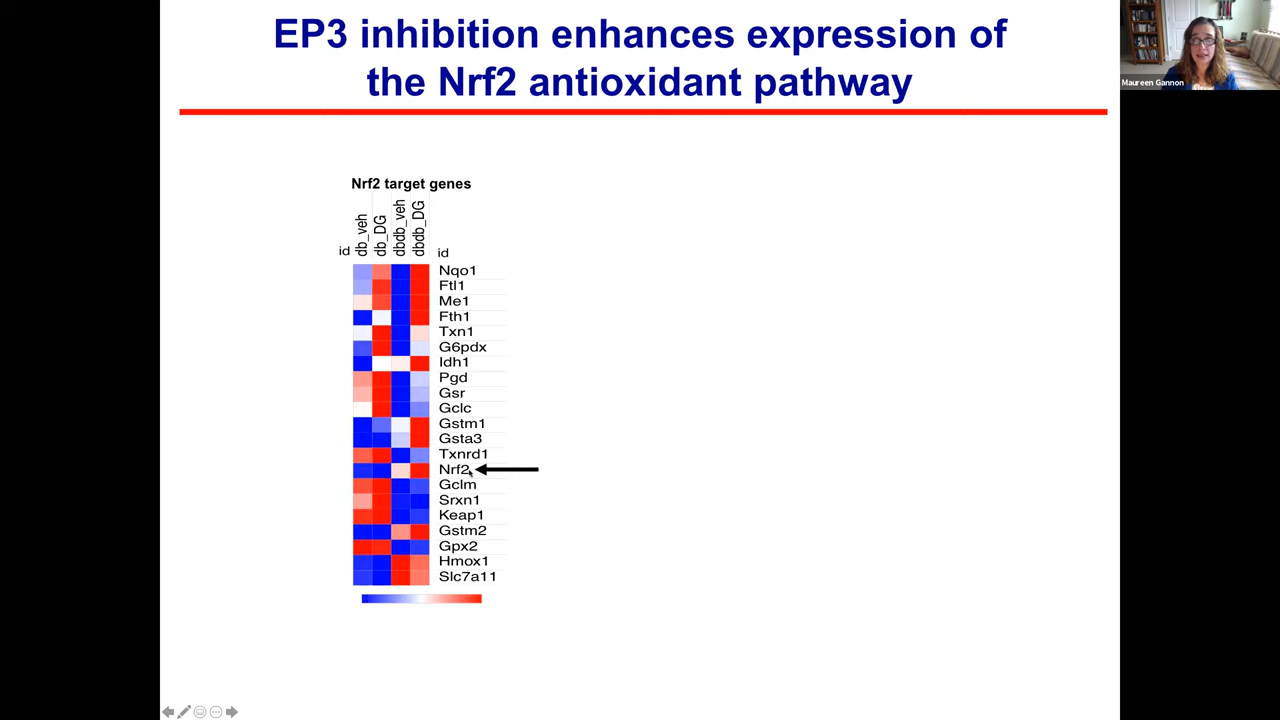 EP3 inhibition enhances expression of
the Nrf2 antioxidant pathway
Maureen Gannon
Nrf2 target genes
id db_veh db_DG dbdb_veh dbdb_DG id
Nqo1
Ftl1
Me1
Fth1
Txn1
G6pdx
Idh1
Pgd
Gsr
Gclc
Gstm1
Gsta3
Txnrd1
Nrf2
Gclm
Srxn1
Keap1
Gstm2
Gpx2
Hmox1
Slc7a11